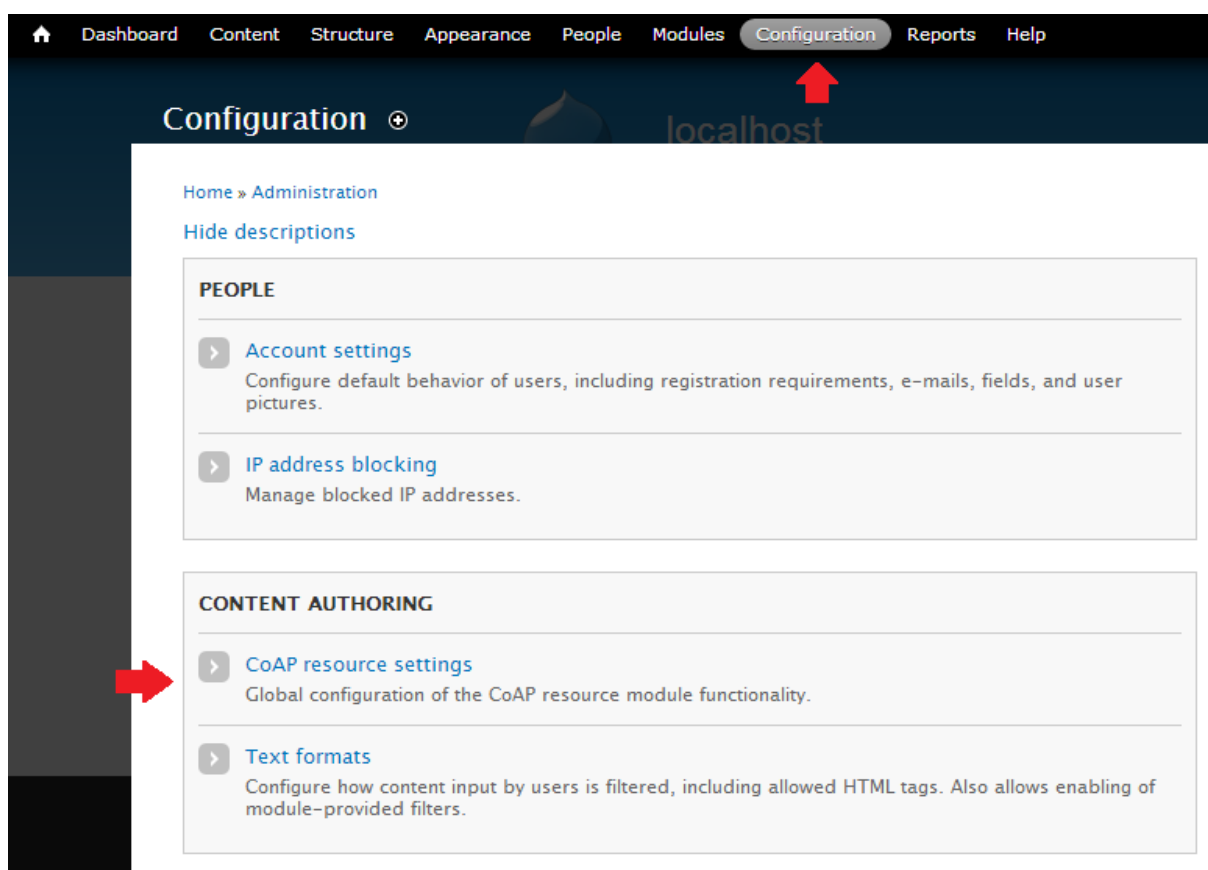 Dashboard Content Structure Appearance People Modules Configuration Reports Help
Configuration
localhost
Home » Administration
Hide descriptions
PEOPLE
Account settings
Configure default behavior of users, including registration requirements, e-mails, fields, and user
pictures.
IP address blocking
Manage blocked IP addresses.
CONTENT AUTHORING
CoAP resource settings
Global configuration of the CoAP resource module functionality.
Text formats
Configure how content input by users is filtered, including allowed HTML tags. Also allows enabling of
module-provided filters.